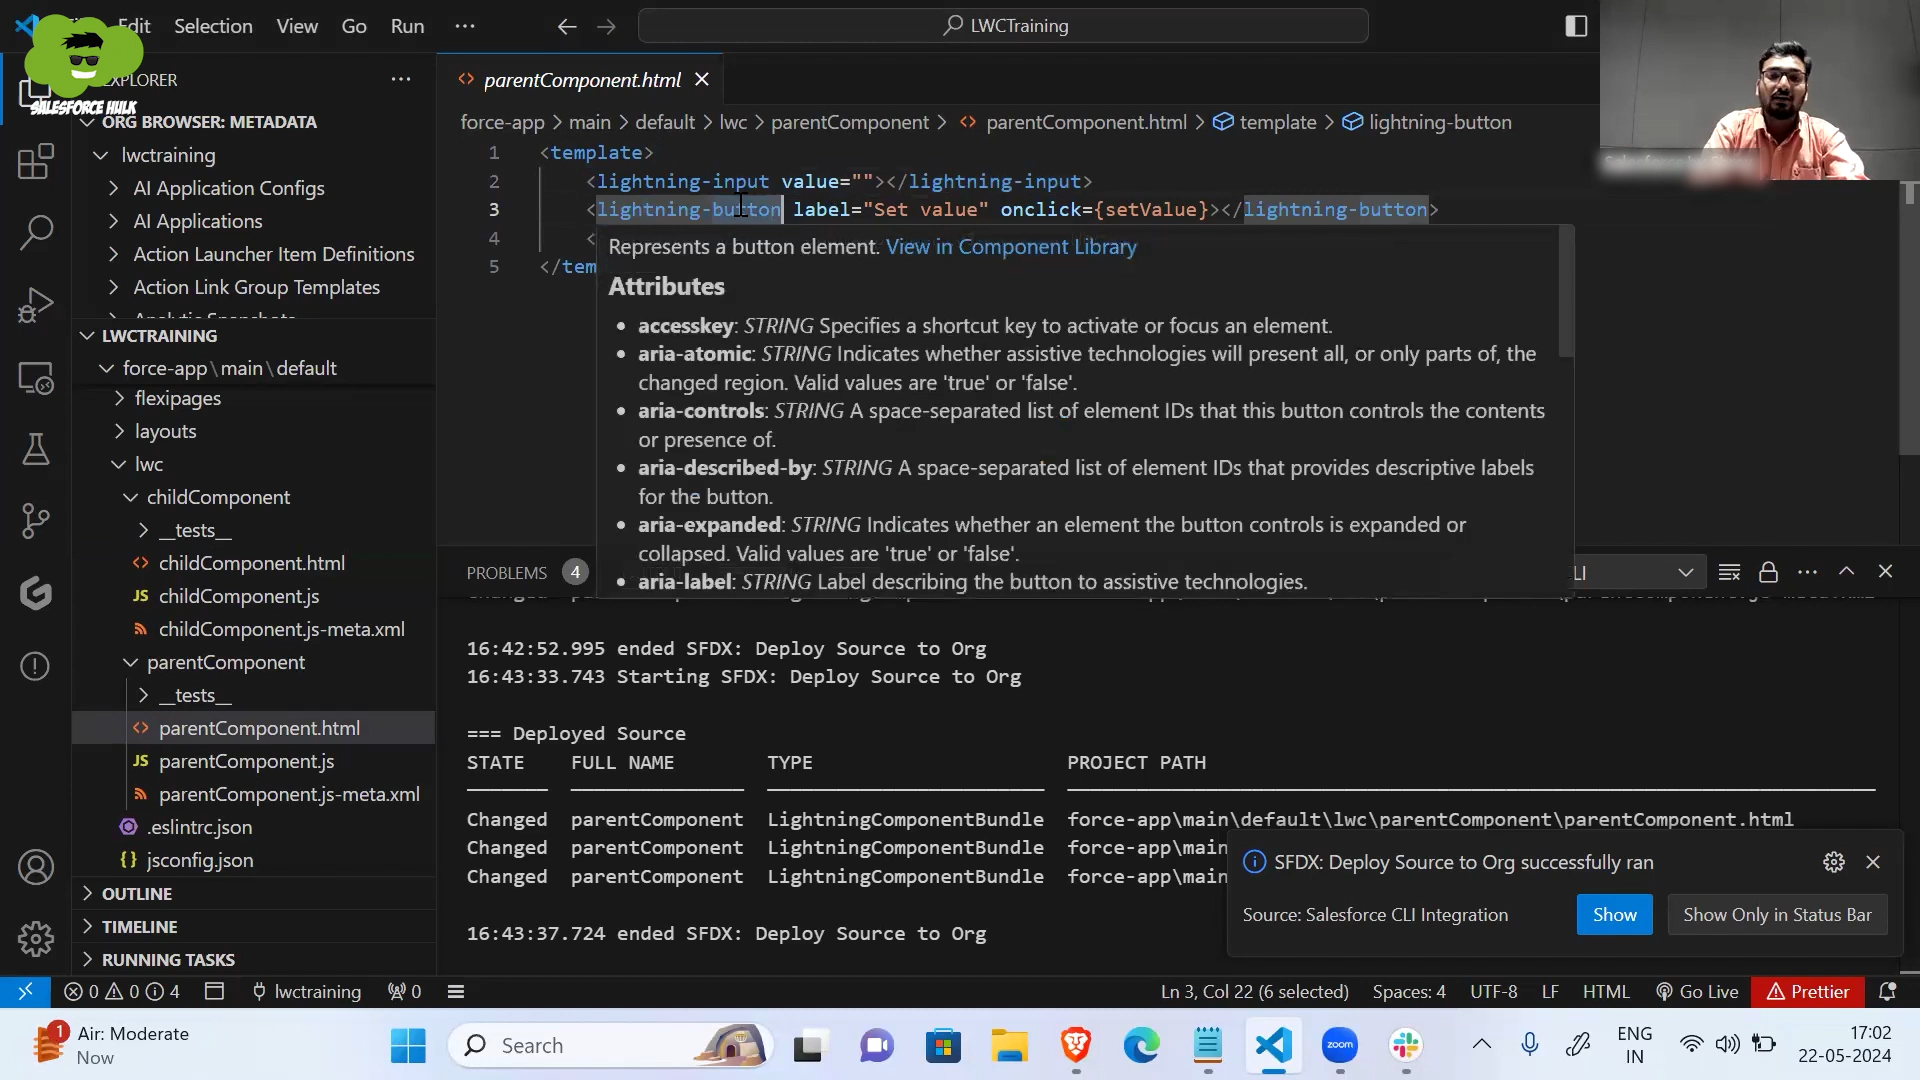 Edit Selection View Go Run ···
LWCTraining
SALESFORCE HULK
EXPLORER ···
ORG BROWSER: METADATA
lwctraining
AI Application Configs
AI Applications
Action Launcher Item Definitions
Action Link Group Templates
LWCTRAINING
force-app\main\default
flexipages
layouts
lwc
childComponent
__tests__
childComponent.html
JS childComponent.js
childComponent.js-meta.xml
parentComponent
__tests__
parentComponent.html
JS parentComponent.js
parentComponent.js-meta.xml
.eslintrc.json
{} jsconfig.json
OUTLINE
TIMELINE
RUNNING TASKS
parentComponent.html
force-app > main > default > lwc > parentComponent > parentComponent.html > template > lightning-button
1 <template>
2 <lightning-input value=""></lightning-input>
3 <lightning-button label="Set value" onclick={setValue}></lightning-button>
4 <
5 </tem
Represents a button element. View in Component Library
Attributes
• accesskey: STRING Specifies a shortcut key to activate or focus an element.
• aria-atomic: STRING Indicates whether assistive technologies will present all, or only parts of, the
changed region. Valid values are 'true' or 'false'.
• aria-controls: STRING A space-separated list of element IDs that this button controls the contents
or presence of.
• aria-described-by: STRING A space-separated list of element IDs that provides descriptive labels
for the button.
• aria-expanded: STRING Indicates whether an element the button controls is expanded or
collapsed. Valid values are 'true' or 'false'.
• aria-label: STRING Label describing the button to assistive technologies.
PROBLEMS 4
LI
16:42:52.995 ended SFDX: Deploy Source to Org
16:43:33.743 Starting SFDX: Deploy Source to Org
=== Deployed Source
STATE FULL NAME TYPE PROJECT PATH
Changed parentComponent LightningComponentBundle force-app\main\default\lwc\parentComponent\parentComponent.html
Changed parentComponent LightningComponentBundle force-app\main
Changed parentComponent LightningComponentBundle force-app\main
16:43:37.724 ended SFDX: Deploy Source to Org
SFDX: Deploy Source to Org successfully ran
Source: Salesforce CLI Integration
Show
Show Only in Status Bar
0 0 4 lwctraining 0
Ln 3, Col 22 (6 selected) Spaces: 4 UTF-8 LF HTML Go Live Prettier
1
Air: Moderate
Now
Search
zoom
ENG
IN
17:02
22-05-2024